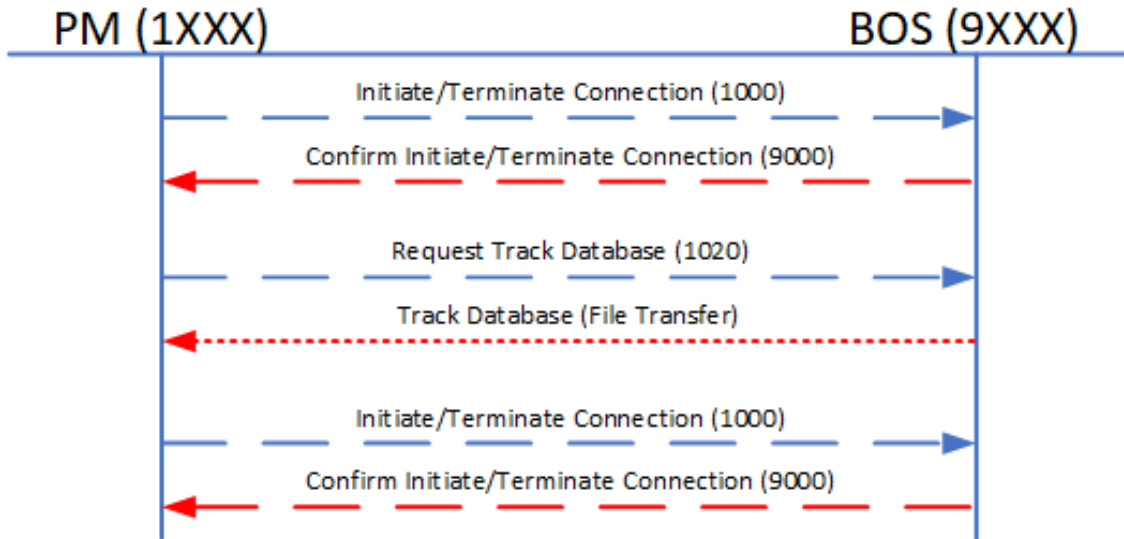 PM (1XXX)
BOS (9XXX)
Initiate/Terminate Connection (1000)
Confirm Initiate/Terminate Connection (9000)
Request Track Database (1020)
Track Database (File Transfer)
Initiate/Terminate Connection (1000)
Confirm Initiate/Terminate Connection (9000)